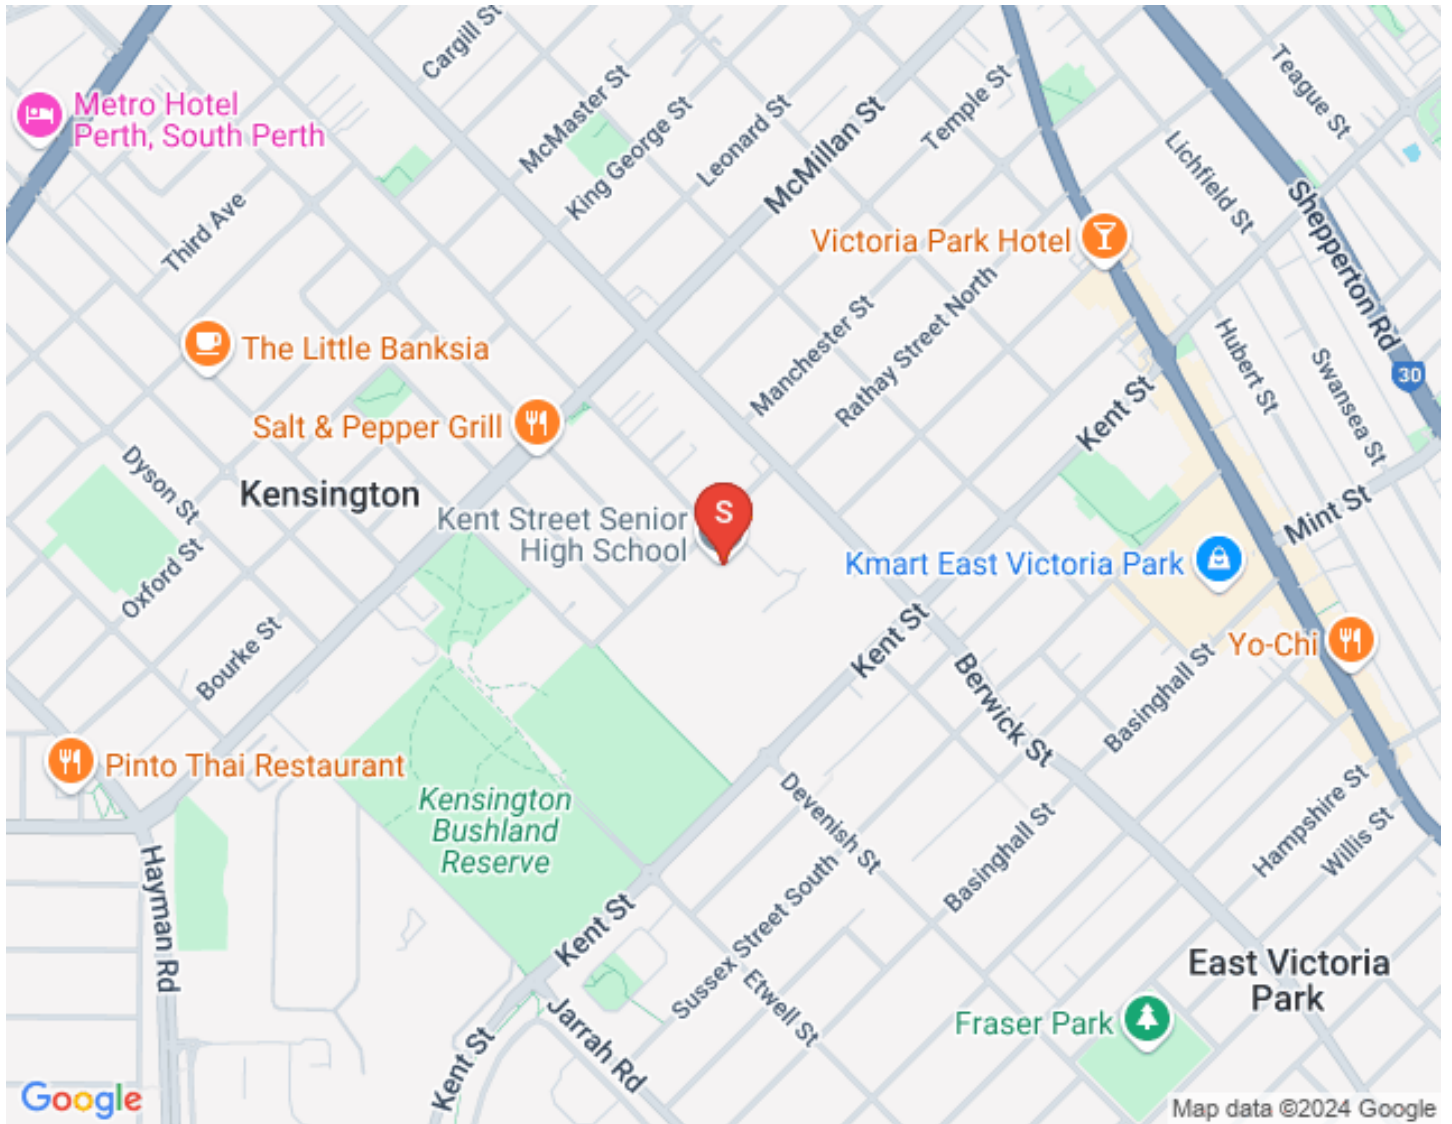 Cargill St
McMaster St
King George St
Leonard St
McMillan St
Temple St
Teague St
Lichfield St
Shepperton Rd
Metro Hotel
Perth, South Perth
Third Ave
Victoria Park Hotel
Manchester St
Rathay Street North
Hubert St
Swansea St
30
The Little Banksia
Salt & Pepper Grill
Kent St
Dyson St
Kensington
Oxford St
Kent Street Senior
High School
S
Mint St
Kmart East Victoria Park
Bourke St
Kent St
Yo-Chi
Berwick St
Basinghall St
Pinto Thai Restaurant
Kensington
Bushland
Reserve
Devenish St
Basinghall St
Hampshire St
Willis St
Hayman Rd
Kent St
Sussex Street South
Etwell St
East Victoria
Park
Fraser Park
Jarrah Rd
Kent St
Google
Map data ©2024 Google